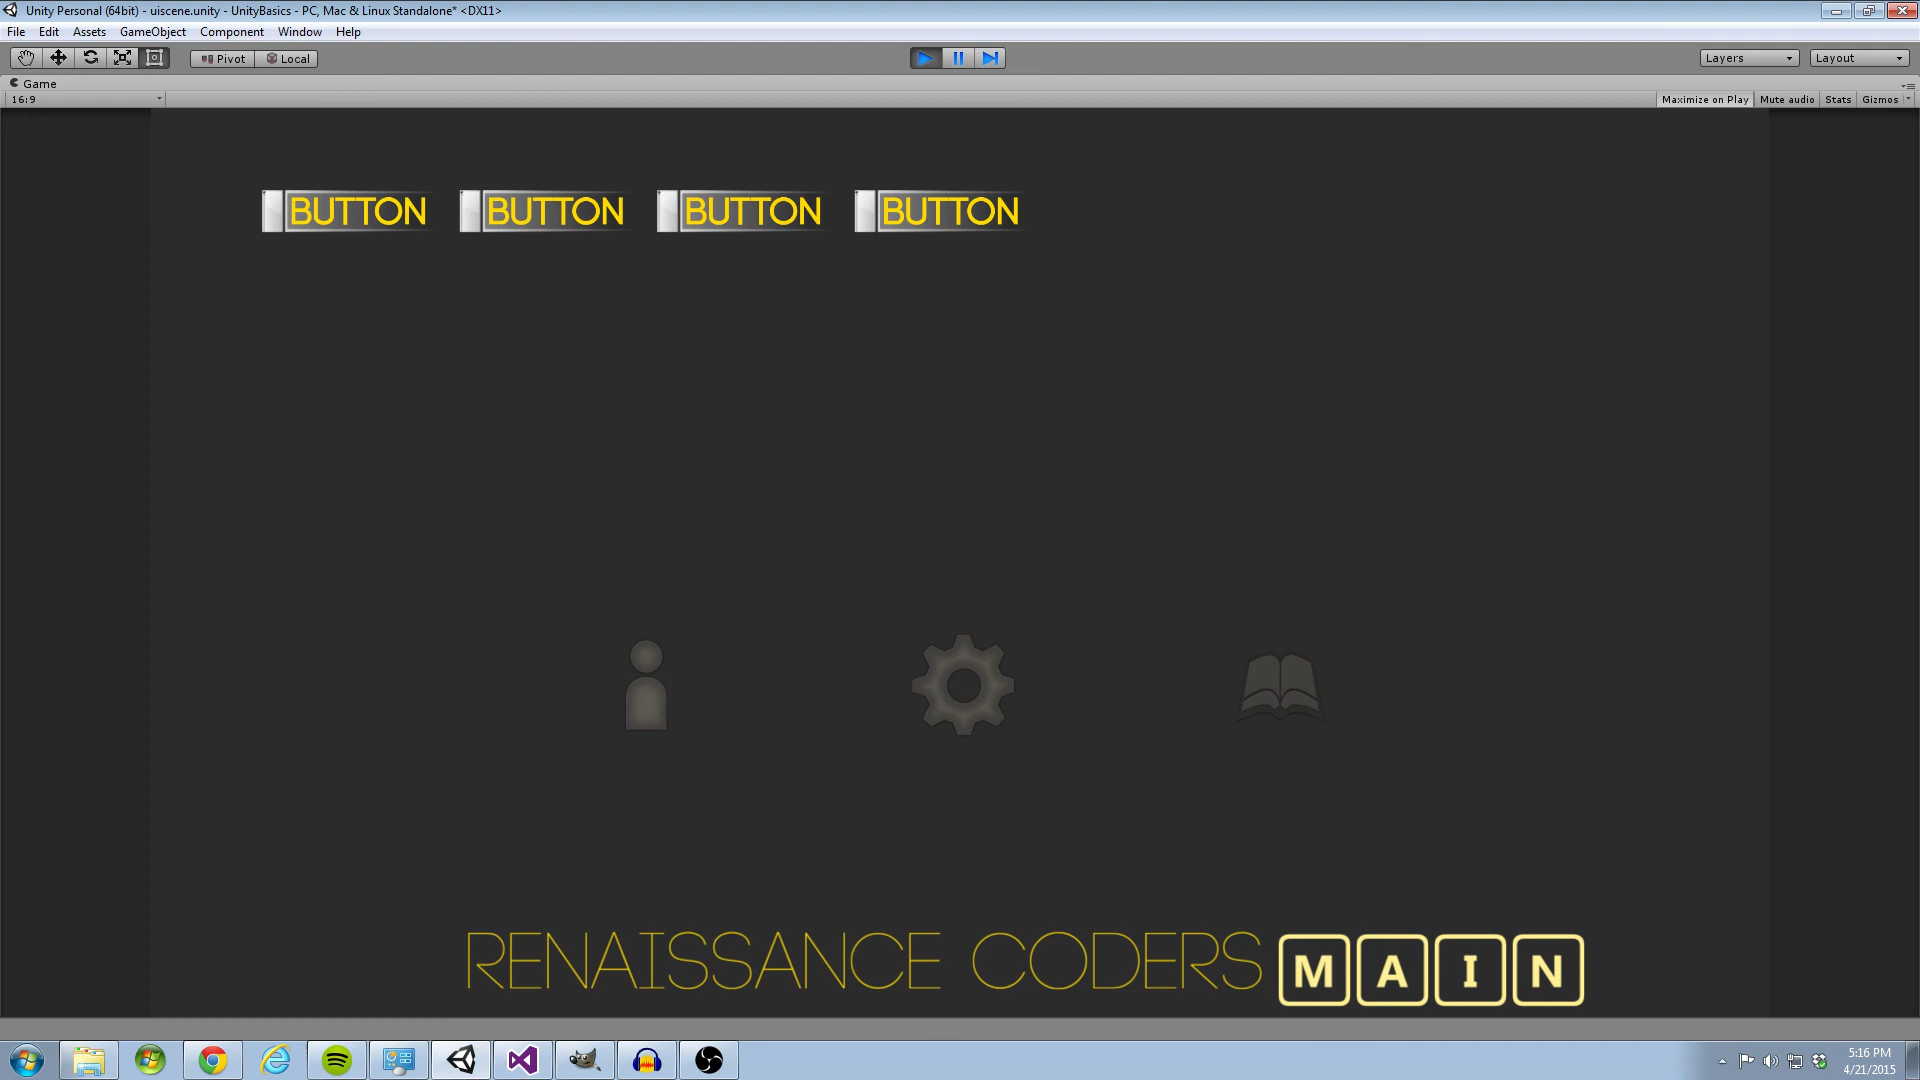 Unity Personal (64bit) - uiscene.unity - UnityBasics - PC, Mac & Linux Standalone* <DX11>
File Edit Assets GameObject Component Window Help
Pivot Local Layers Layout
Game
16:9 Maximize on Play Mute audio Stats Gizmos
BUTTON BUTTON BUTTON BUTTON
RENAISSANCE CODERS MAIN
5:16 PM
4/21/2015